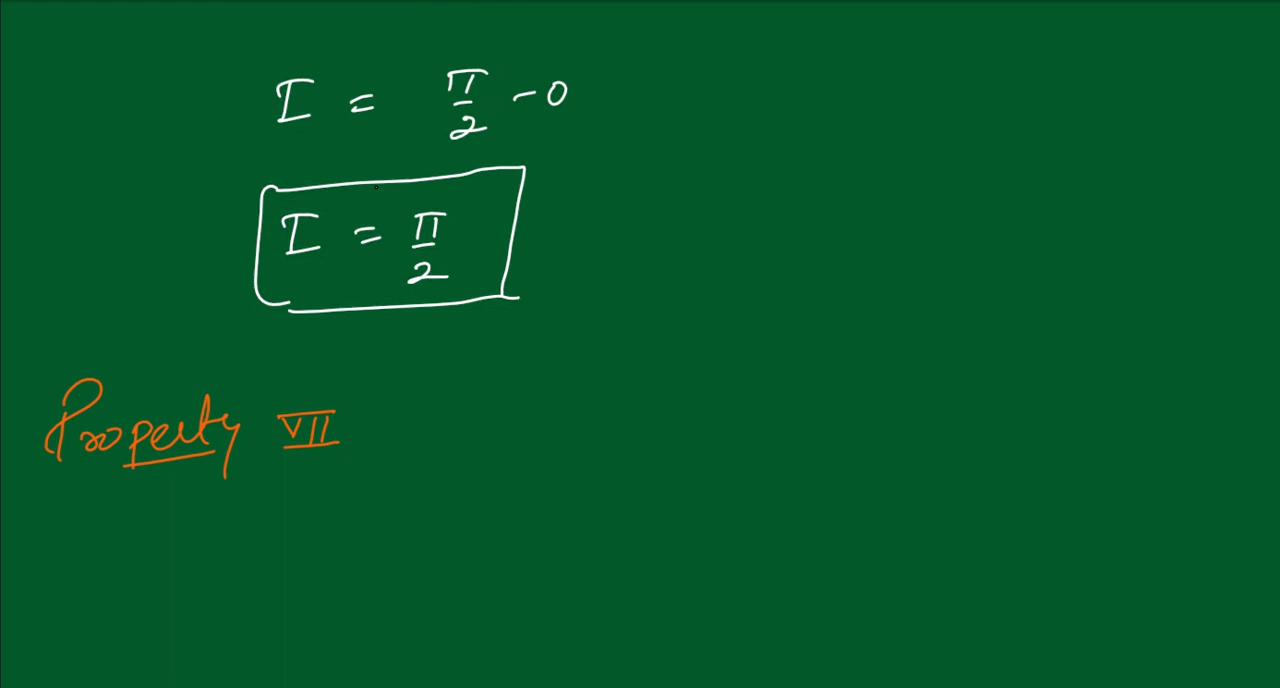 I = π/2 - 0
I = π/2
Property VII